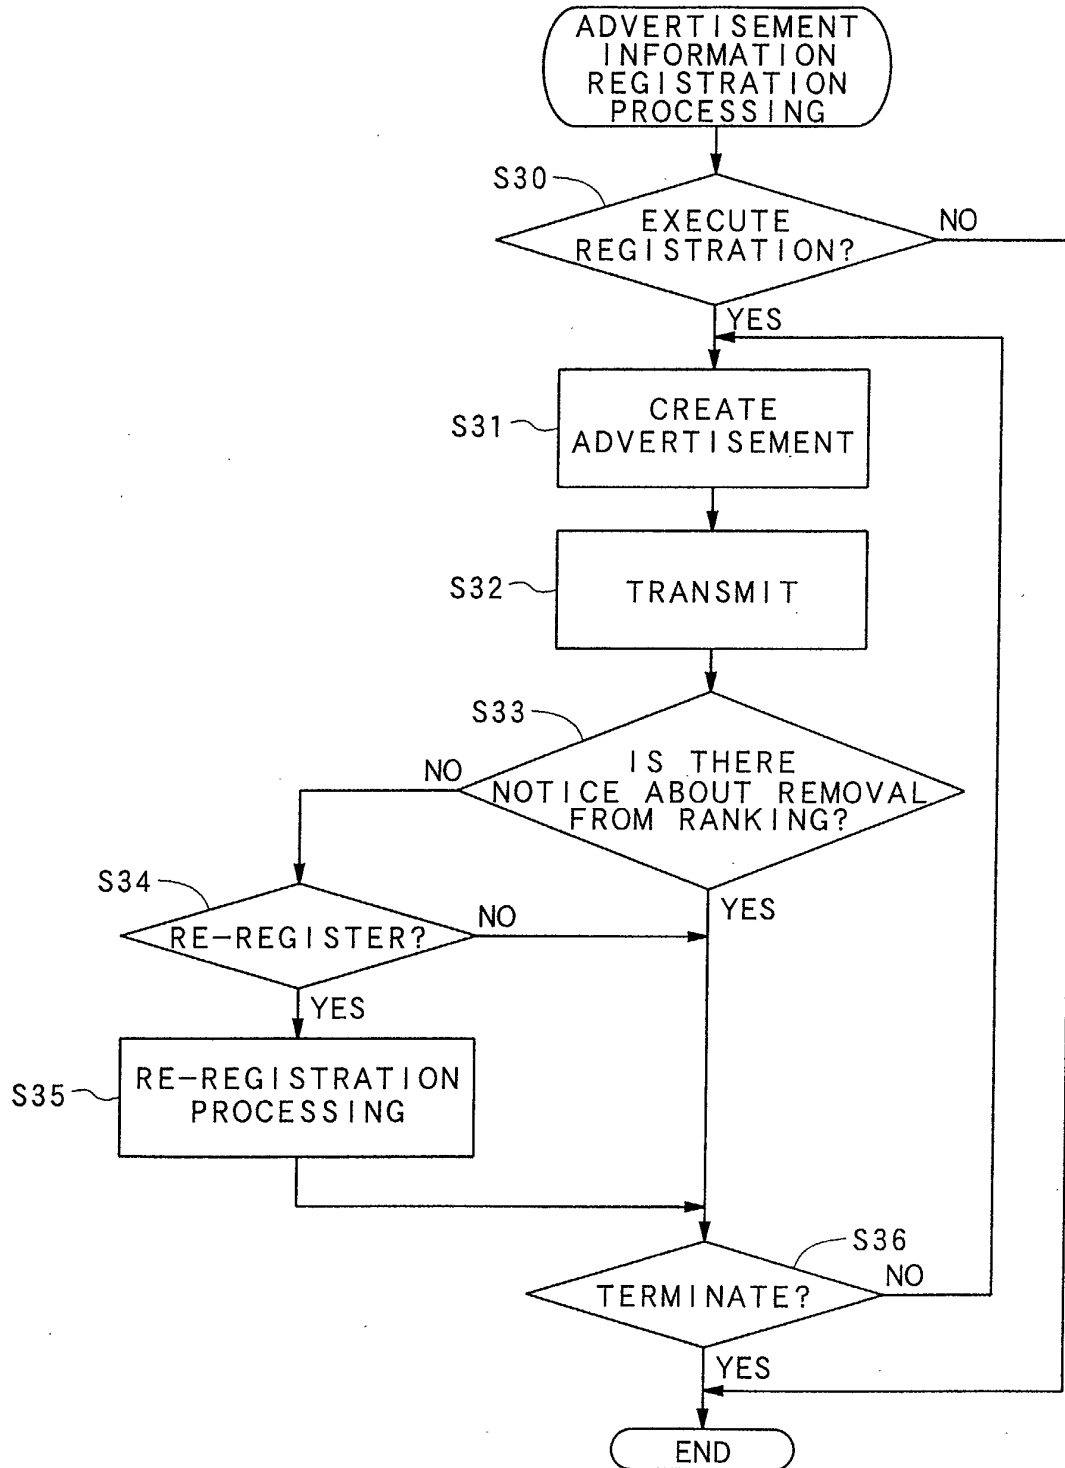 ADVERTISEMENT
INFORMATION
REGISTRATION
PROCESSING
S30
EXECUTE
REGISTRATION?
NO
YES
S31
CREATE
ADVERTISEMENT
S32
TRANSMIT
S33
IS THERE
NOTICE ABOUT REMOVAL
FROM RANKING?
NO
YES
S34
RE-REGISTER?
NO
YES
S35
RE-REGISTRATION
PROCESSING
S36
TERMINATE?
NO
YES
END